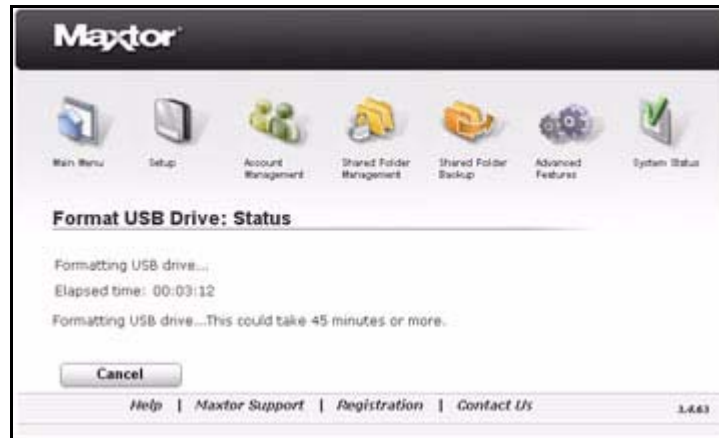 Maxtor
Main Menu
Setup
Account Management
Shared Folder Management
Shared Folder Backup
Advanced Features
System Status
Format USB Drive: Status
Formatting USB drive...
Elapsed time: 00:03:12
Formatting USB drive...This could take 45 minutes or more.
Cancel
Help | Maxtor Support | Registration | Contact Us